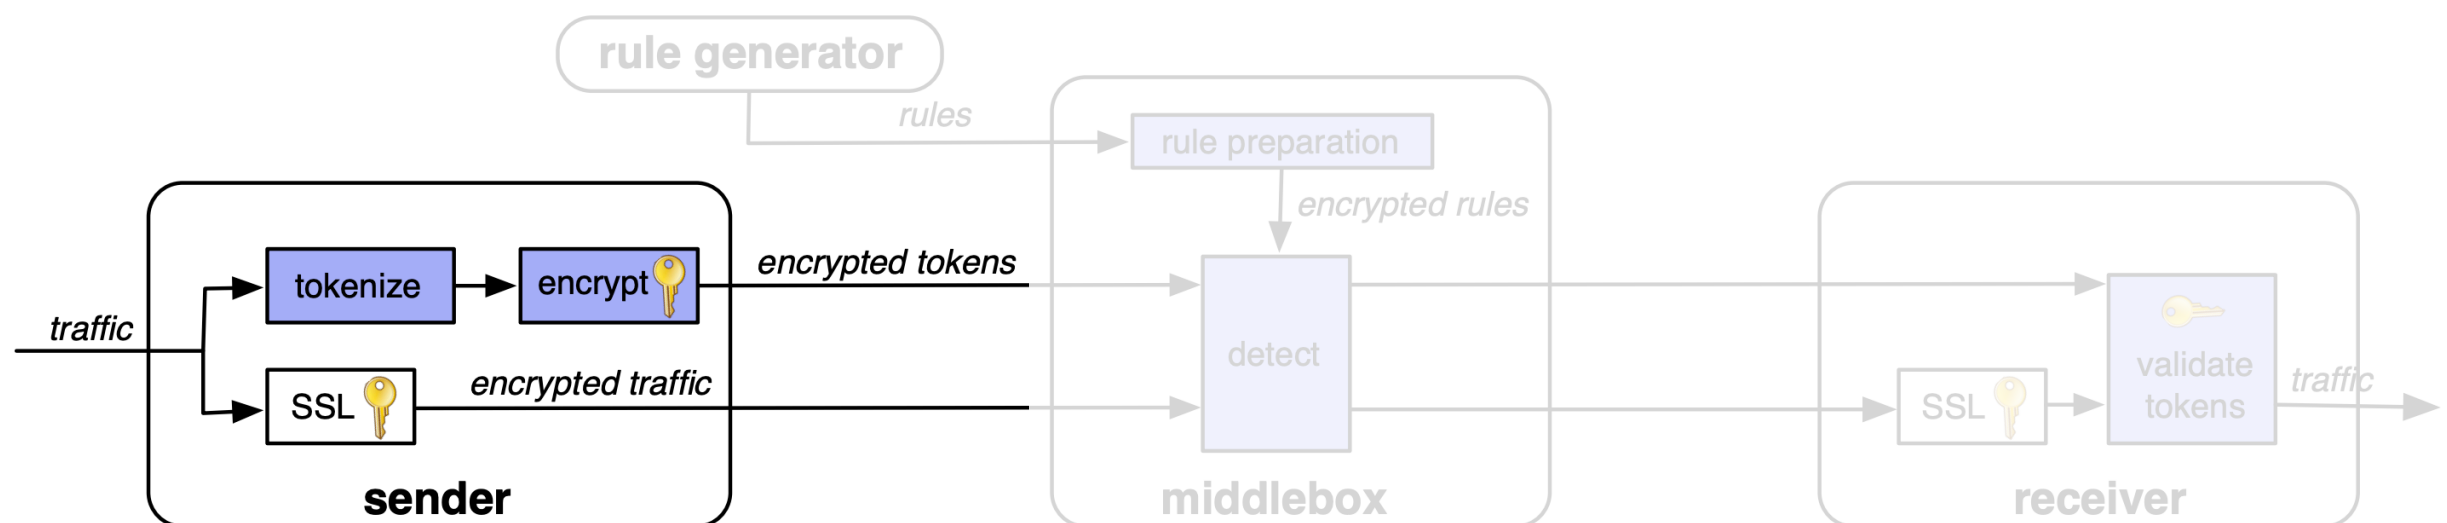 rule generator
rules
rule preparation
encrypted rules
traffic
tokenize
encrypt
encrypted tokens
SSL
encrypted traffic
sender
detect
middlebox
SSL
validate
tokens
traffic
receiver